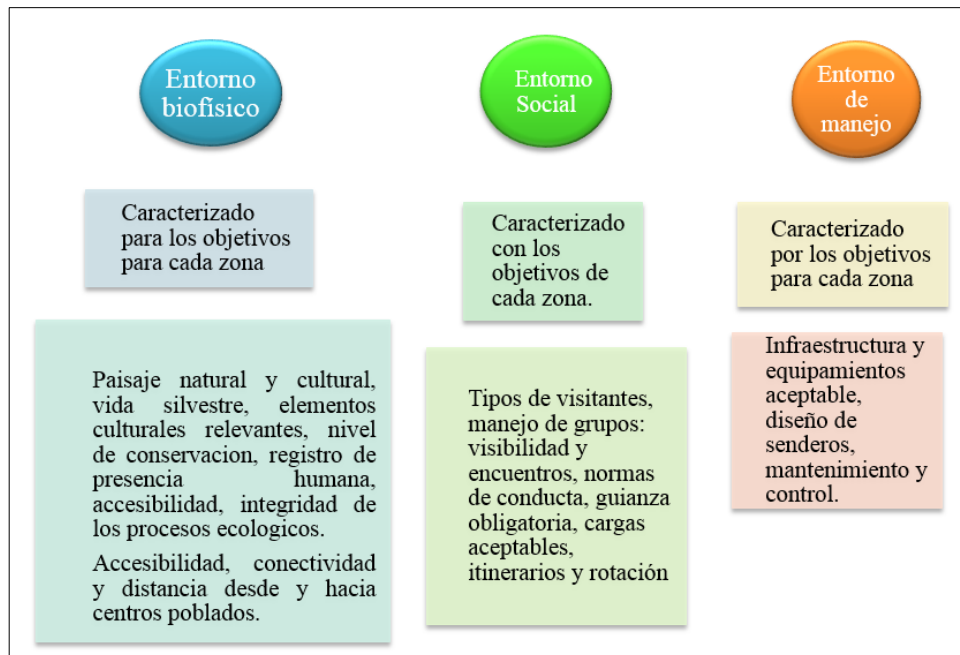 Entorno
biofísico
Caracterizado
para los objetivos
para cada zona
Paisaje natural y cultural,
vida silvestre, elementos
culturales relevantes, nivel
de conservacion, registro de
presencia humana,
accesibilidad, integridad de
los procesos ecologicos.
Accesibilidad, conectividad
y distancia desde y hacia
centros poblados.
Entorno
Social
Caracterizado
con los
objetivos de
cada zona.
Tipos de visitantes,
manejo de grupos:
visibilidad y
encuentros, normas
de conducta, guianza
obligatoria, cargas
aceptables,
itinerarios y rotación
Entorno
de
manejo
Caracterizado
por los objetivos
para cada zona
Infraestructura y
equipamientos
aceptable,
diseño de
senderos,
mantenimiento y
control.